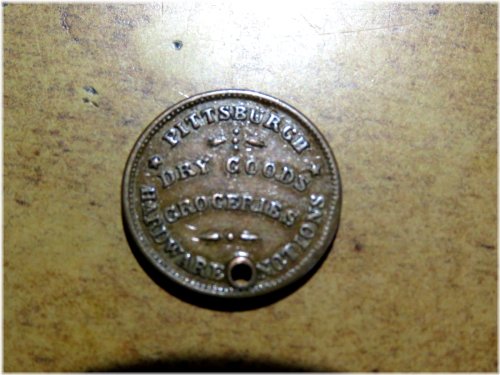 PITTSBURGH
DRY GOODS
GROCERIES
HARDWARE NOTIONS